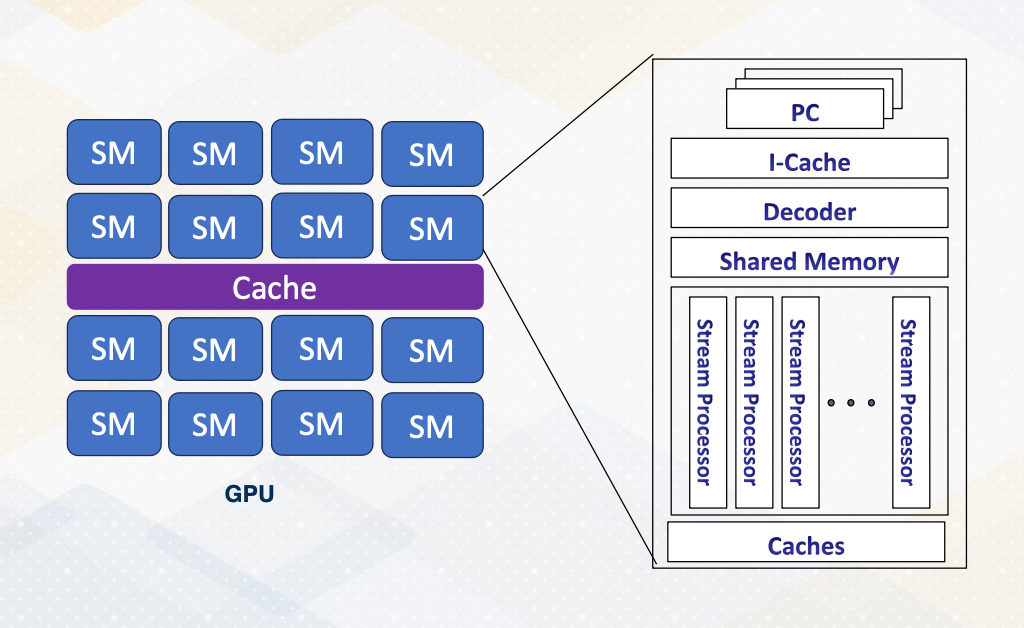 SM SM SM SM
SM SM SM SM
Cache
SM SM SM SM
SM SM SM SM
GPU
PC
I-Cache
Decoder
Shared Memory
Stream Processor
Stream Processor
Stream Processor
Stream Processor
Caches